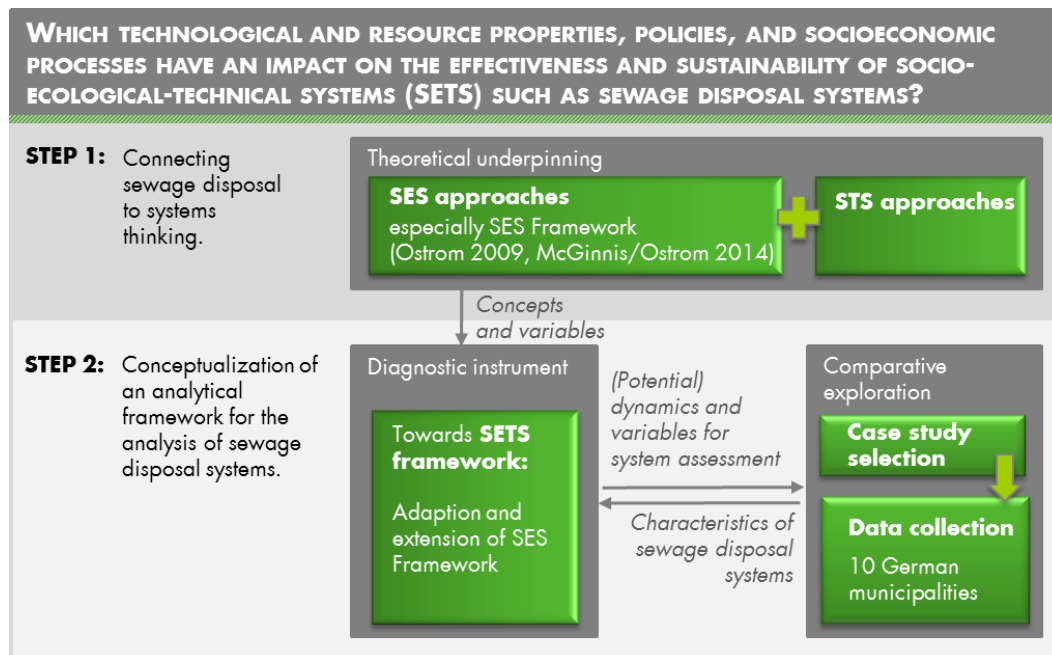 WHICH TECHNOLOGICAL AND RESOURCE PROPERTIES, POLICIES, AND SOCIOECONOMIC
PROCESSES HAVE AN IMPACT ON THE EFFECTIVENESS AND SUSTAINABILITY OF SOCIO-
ECOLOGICAL-TECHNICAL SYSTEMS (SETS) SUCH AS SEWAGE DISPOSAL SYSTEMS?
STEP 1:
Connecting
sewage disposal
to systems
thinking.
Theoretical underpinning
SES approaches
especially SES Framework
(Ostrom 2009, McGinnis/Ostrom 2014)
STS approaches
Concepts
and variables
STEP 2:
Conceptualization of
an analytical
framework for the
analysis of sewage
disposal systems.
Diagnostic instrument
Towards SETS
framework:
Adaption and
extension of SES
Framework
(Potential)
dynamics and
variables for
system assessment
Characteristics of
sewage disposal
systems
Comparative
exploration
Case study
selection
Data collection
10 German
municipalities